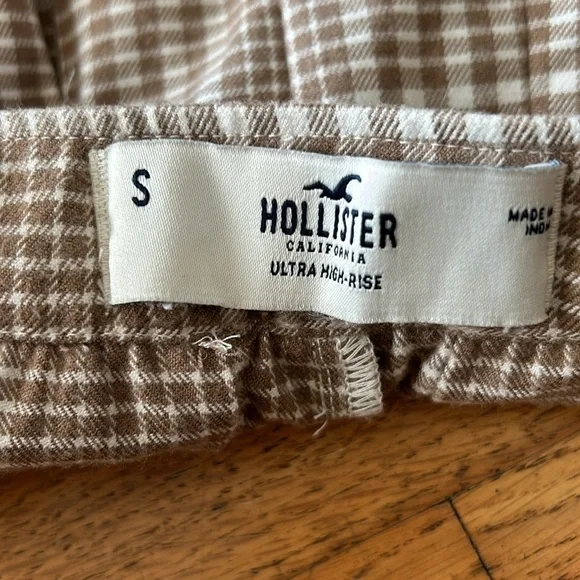 S
HOLLISTER
CALIFORNIA
ULTRA HIGH-RISE
MADE